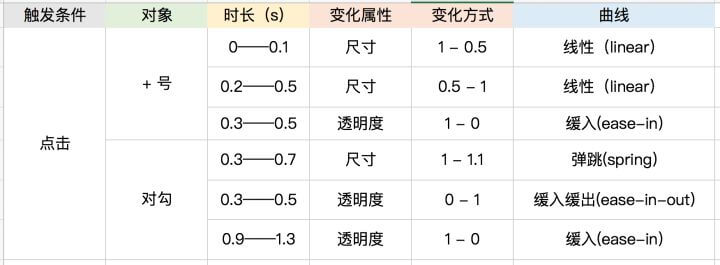 触发条件 对象 时长（s） 变化属性 变化方式 曲线
点击 + 号 0——0.1 尺寸 1 – 0.5 线性（linear）
0.2——0.5 尺寸 0.5 – 1 线性（linear）
0.3——0.5 透明度 1 – 0 缓入(ease-in)
对勾 0.3——0.7 尺寸 1 – 1.1 弹跳(spring)
0.3——0.5 透明度 0 – 1 缓入缓出(ease-in-out)
0.9——1.3 透明度 1 – 0 缓入(ease-in)